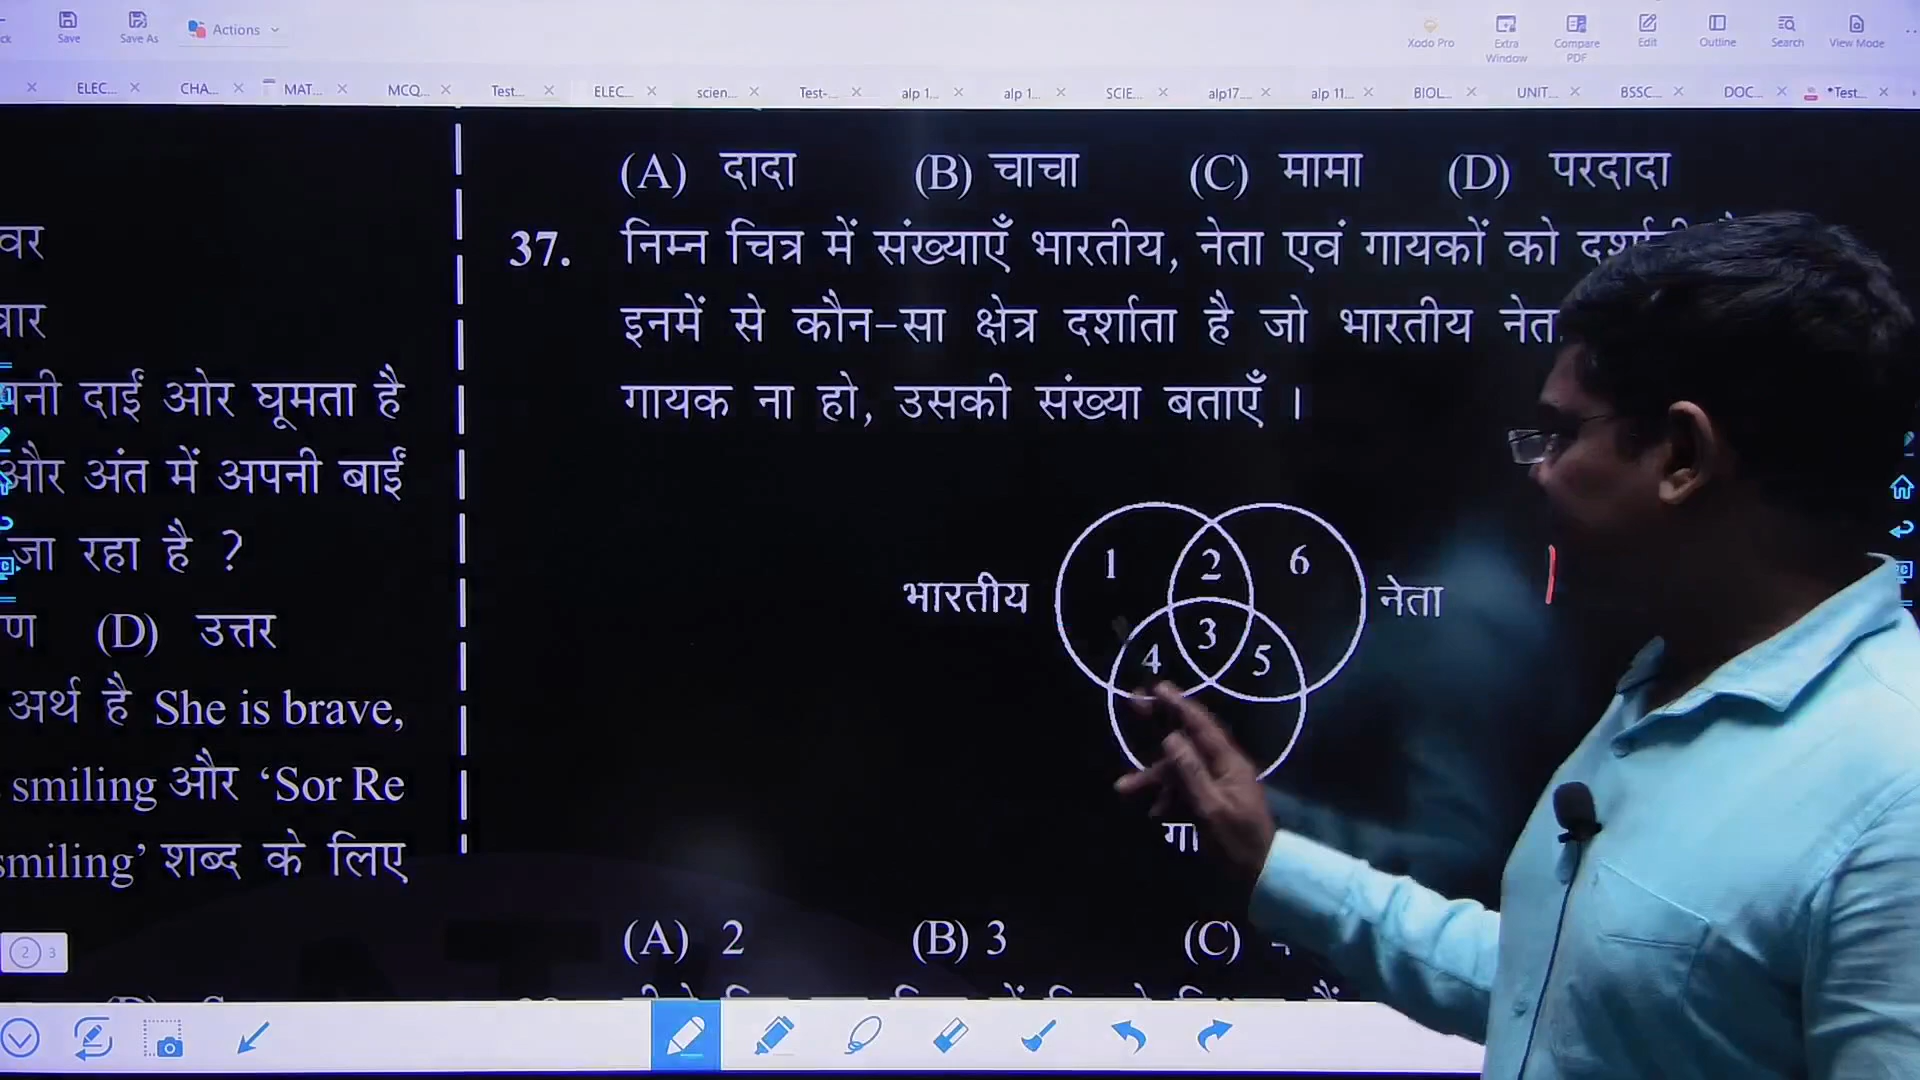 Save
Save As
Actions
Xodo Pro
Extra Window
Compare PDF
Edit
Outline
Search
View Mode
ELEC...
CHA...
MAT...
MCQ...
Test...
ELEC...
scien...
Test-...
alp 1...
alp 1...
SCIE...
alp17...
alp 11...
BIOL...
UNIT...
BSSC...
DOC...
*Test...
जा रहा है ?
(D) उत्तर
दाईं ओर घूमता है
और अंत में अपनी बाईं
अर्थ है She is brave,
smiling और ‘Sor Re
smiling’ शब्द के लिए
2 3
(A) दादा (B) चाचा (C) मामा (D) परदादा
37. निम्न चित्र में संख्याएँ भारतीय, नेता एवं गायकों को
इनमें से कौन-सा क्षेत्र दर्शाता है जो भारतीय
गायक ना हो, उसकी संख्या बताएँ ।
1 2 6
भारतीय नेता
3
4 5
(A) 2 (B) 3 (C)